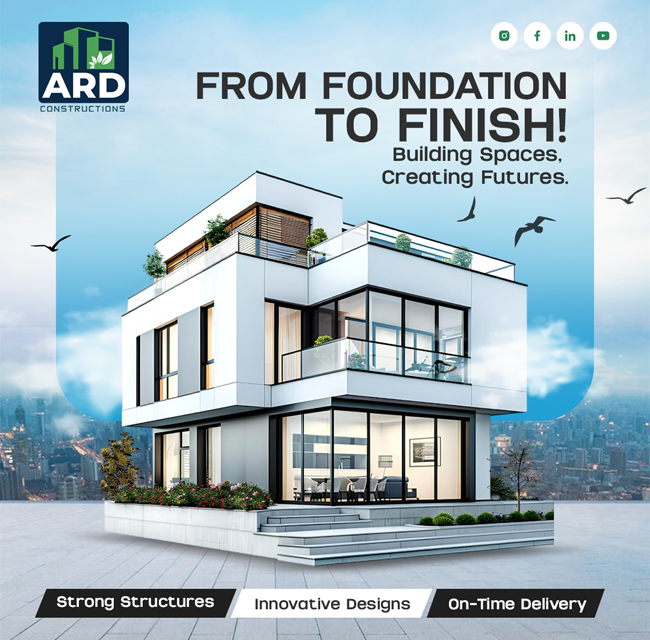 ARD
CONSTRUCTIONS
FROM FOUNDATION
TO FINISH!
Building Spaces,
Creating Futures.
Strong Structures
Innovative Designs
On-Time Delivery